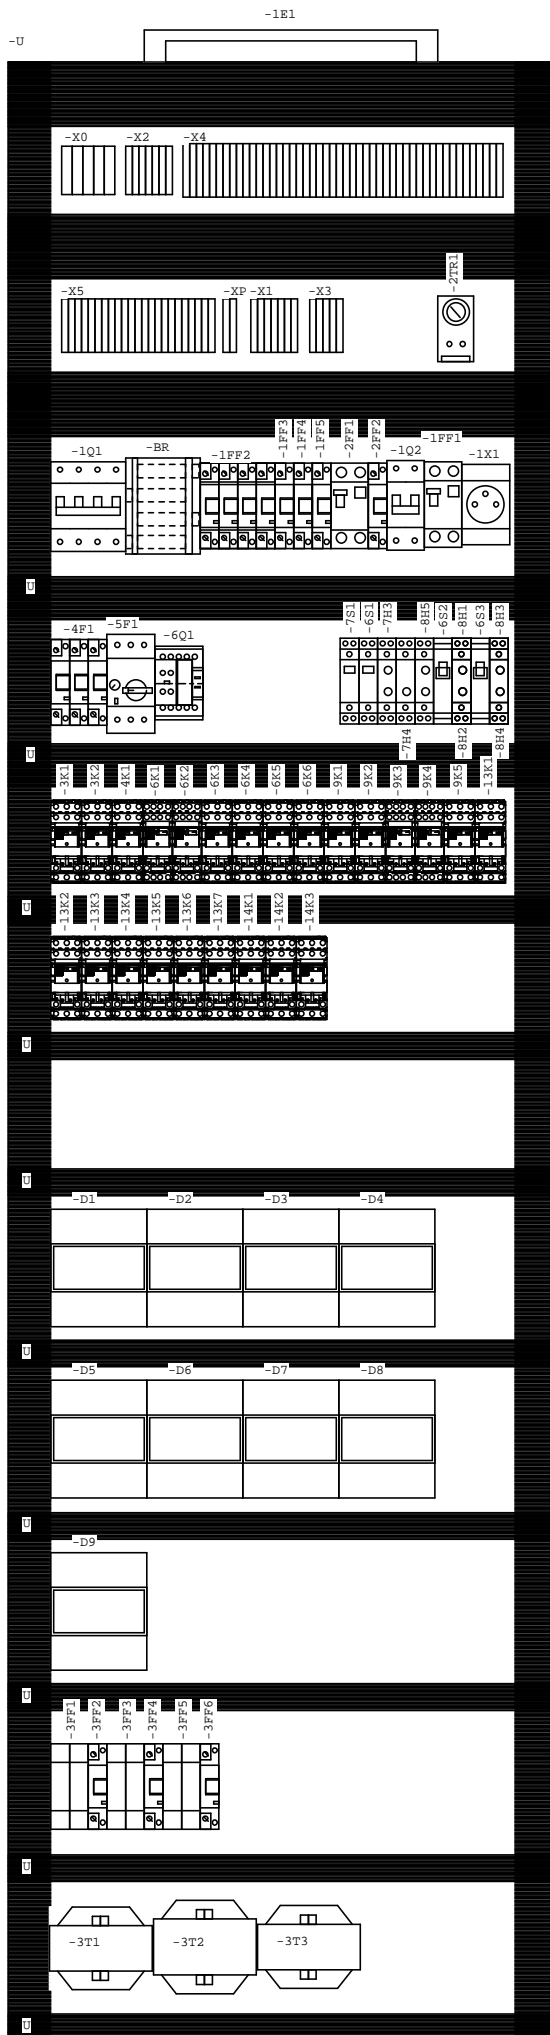 -1E1
-U
-X0 -X2 -X4
-2TR1
-X5 -XP -X1 -X3
-1FF3 -1FF4 -1FF5 -2FF1 -2FF2
-1Q1 -BR -1FF2 -1Q2 -1FF1 -1X1
U
-7S1 -6S1 -7H3 -8H5 -6S2 -8H1 -6S3 -8H3
-4F1 -5F1 -6Q1
-7H4 -8H2 -8H4
U
-3K1 -3K2 -4K1 -6K1 -6K2 -6K3 -6K4 -6K5 -6K6 -9K1 -9K2 -9K3 -9K4 -9K5 -13K1
U
-13K2 -13K3 -13K4 -13K5 -13K6 -13K7 -14K1 -14K2 -14K3
U
U
-D1 -D2 -D3 -D4
U
-D5 -D6 -D7 -D8
U
-D9
U
-3FF1 -3FF2 -3FF3 -3FF4 -3FF5 -3FF6
U
-3T1 -3T2 -3T3
U